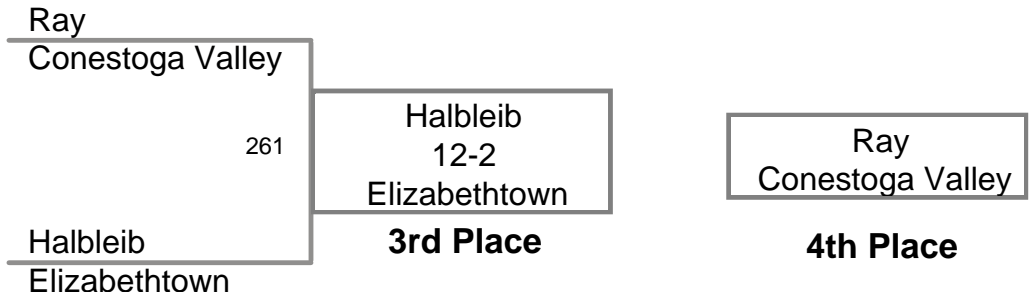 Ray
Conestoga Valley
261
Halbleib
Elizabethtown
Halbleib
12-2
Elizabethtown
3rd Place
Ray
Conestoga Valley
4th Place